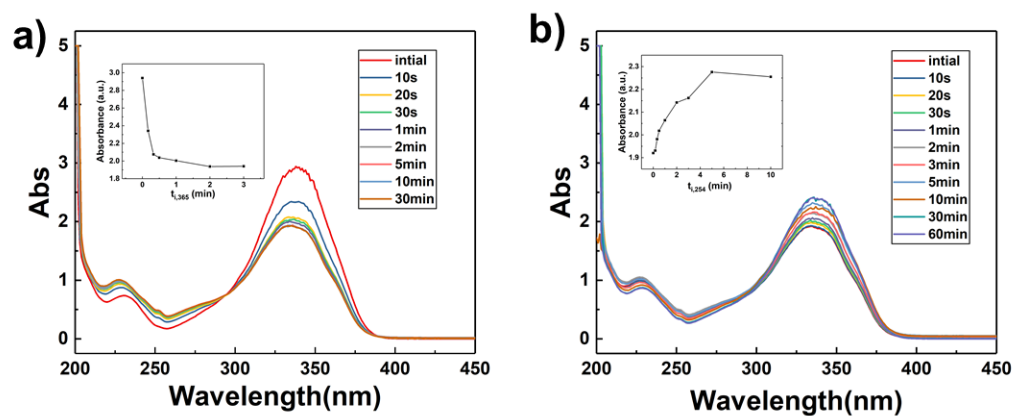 a)
Abs
5
4
3
2
1
0
200 250 300 350 400 450
Wavelength(nm)
intial
10s
20s
30s
1min
2min
5min
10min
30min
Absorbance (a.u.)
3.0
2.8
2.6
2.4
2.2
2.0
1.8
0 1 2 3
ti,365 (min)
b)
Abs
5
4
3
2
1
0
200 250 300 350 400 450
Wavelength(nm)
intial
10s
20s
30s
1min
2min
3min
5min
10min
30min
60min
Absorbance (a.u.)
2.3
2.2
2.1
2.0
1.9
0 2 4 6 8 10
ti,254 (min)